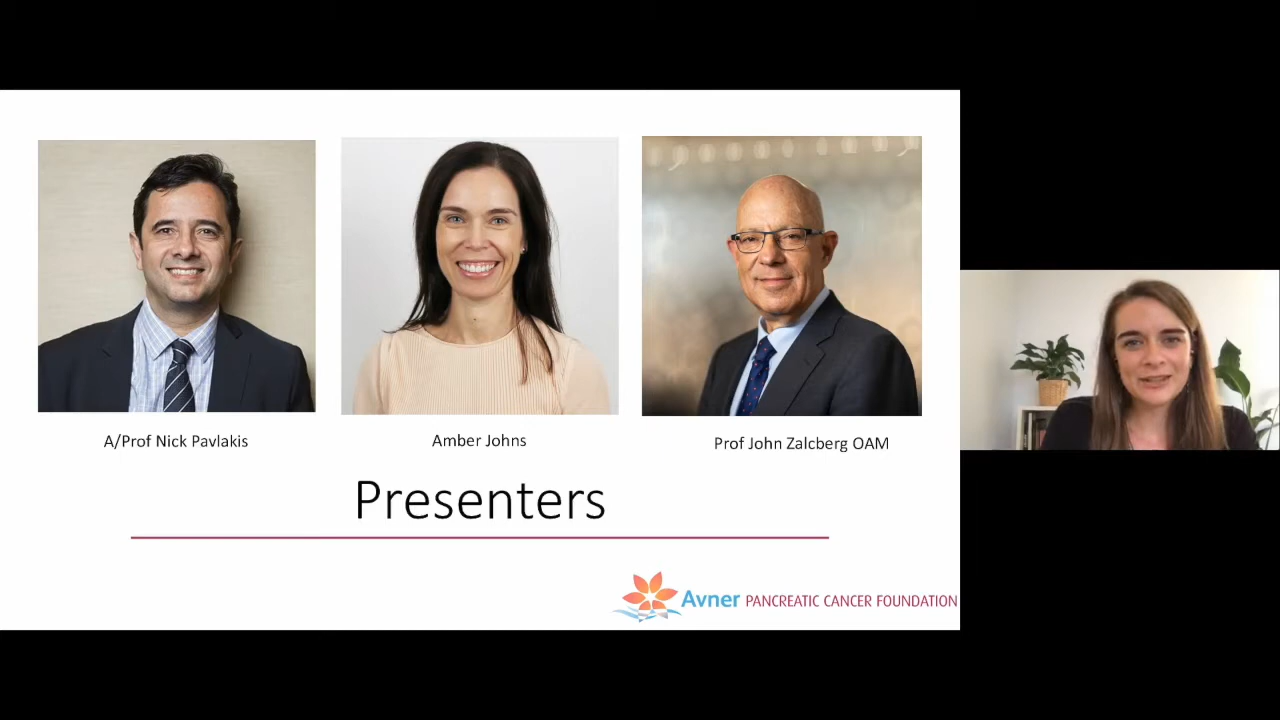 A/Prof Nick Pavlakis
Amber Johns
Prof John Zalcberg OAM
Presenters
Avner PANCREATIC CANCER FOUNDATION